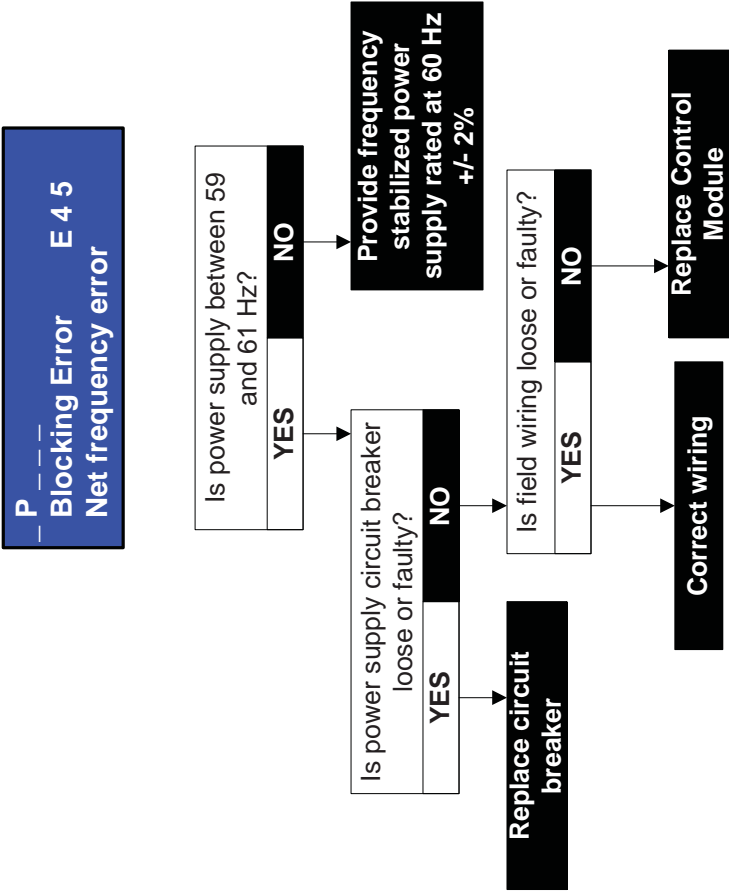 _ P _ _ _
Blocking Error E 4 5
Net frequency error
Is power supply between 59
and 61 Hz?
YES NO
Provide frequency
stabilized power
supply rated at 60 Hz
+/- 2%
Is power supply circuit breaker
loose or faulty?
YES NO
Replace circuit
breaker
Is field wiring loose or faulty?
YES NO
Correct wiring
Replace Control
Module